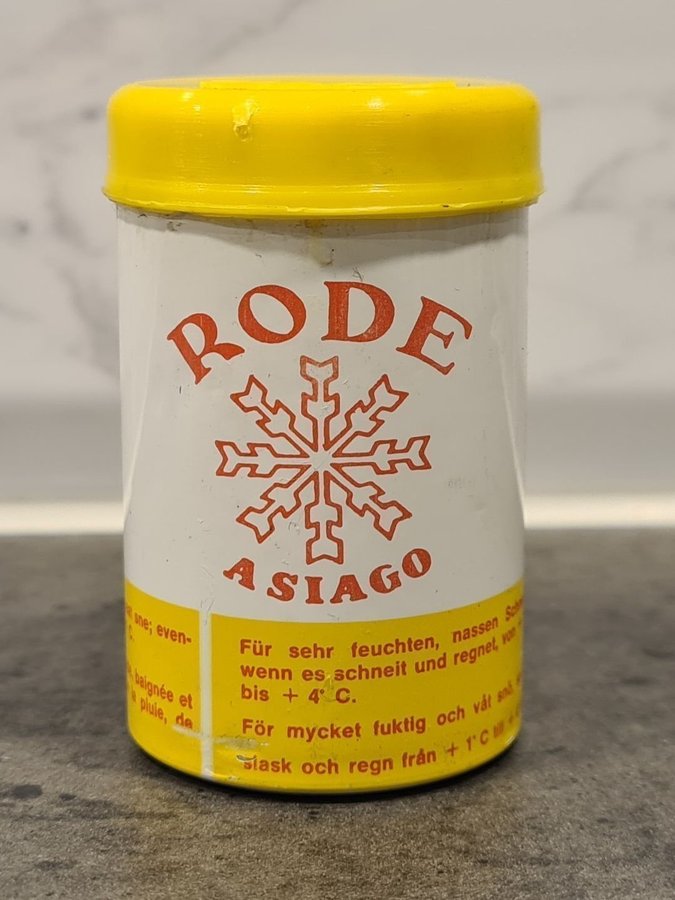 RODE
ASIAGO
une; even-
C.
baignée et
la pluie, de
Für sehr feuchten, nassen
wenn es schneit und regnet, von
bis + 4° C.
För mycket fuktig och våt snö,
slask och regn från + 1° C till +